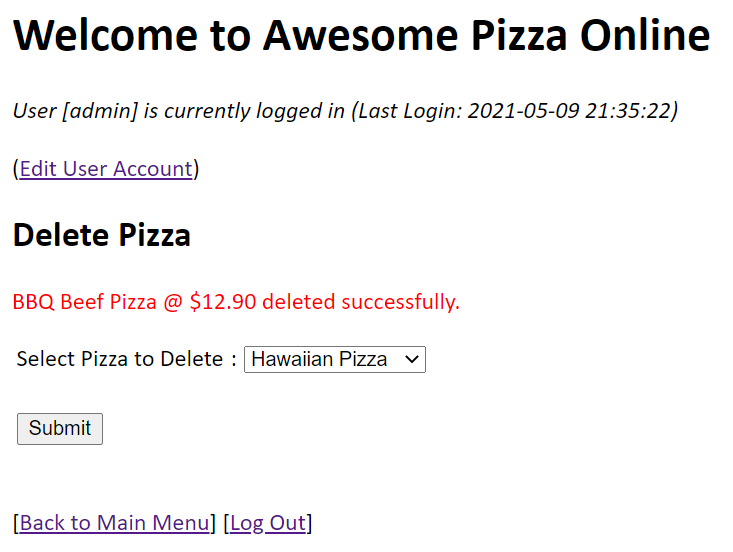 Welcome to Awesome Pizza Online
User [admin] is currently logged in (Last Login: 2021-05-09 21:35:22)
(Edit User Account)
Delete Pizza
BBQ Beef Pizza @ $12.90 deleted successfully.
Select Pizza to Delete : Hawaiian Pizza
Submit
[Back to Main Menu] [Log Out]